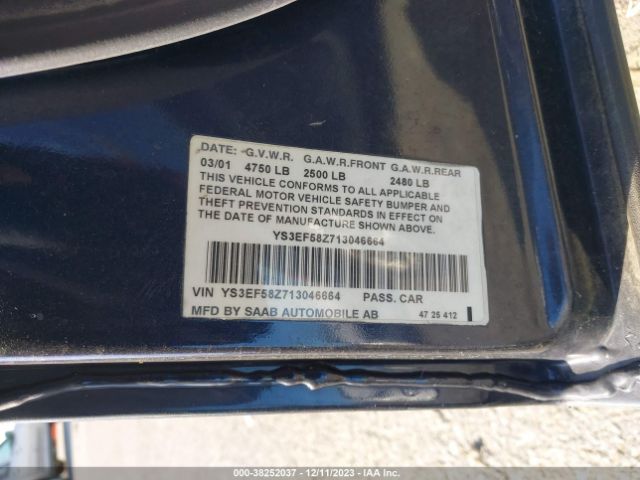 DATE: G.V.W.R. G.A.W.R.FRONT G.A.W.R.REAR
03/01 4750 LB 2500 LB 2480 LB
THIS VEHICLE CONFORMS TO ALL APPLICABLE
FEDERAL MOTOR VEHICLE SAFETY BUMPER AND
THEFT PREVENTION STANDARDS IN EFFECT ON
THE DATE OF MANUFACTURE SHOWN ABOVE.
YS3EF58Z713046664
VIN YS3EF58Z713046664 PASS. CAR
MFD BY SAAB AUTOMOBILE AB 47 25 412
000-38252037 - 12/11/2023 - IAA Inc.